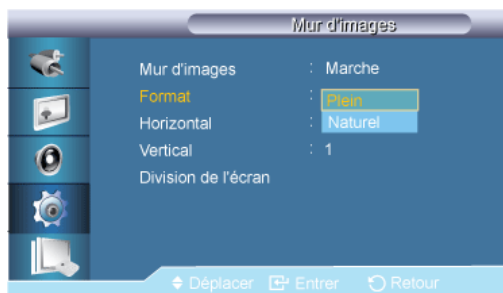 Mur d'images
Mur d'images : Marche
Format : Plein
Naturel
Horizontal :
Vertical : 1
Division de l'écran
Déplacer Entrer Retour